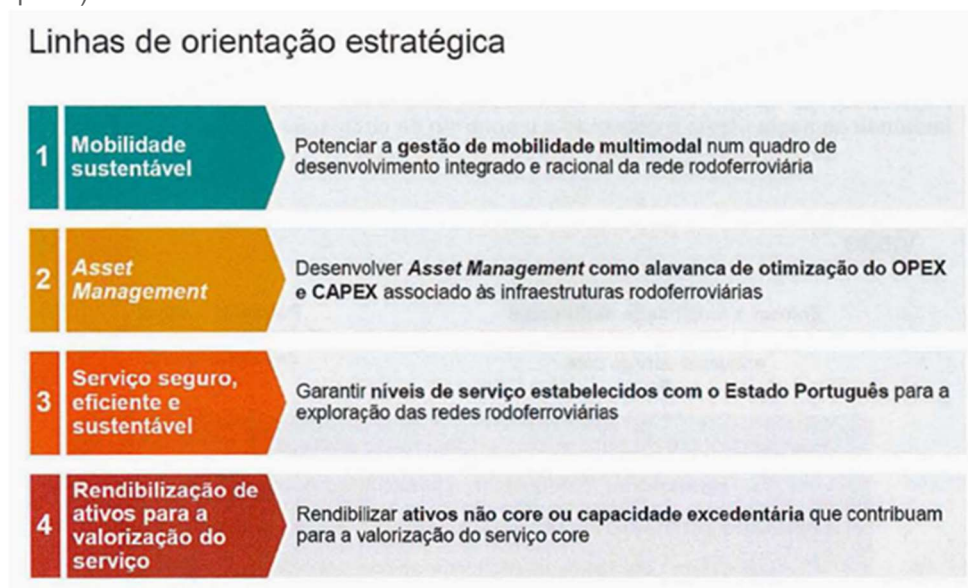 Linhas de orientação estratégica
1
Mobilidade
sustentável
Potenciar a gestão de mobilidade multimodal num quadro de
desenvolvimento integrado e racional da rede rodoferroviária
2
Asset
Management
Desenvolver Asset Management como alavanca de otimização do OPEX
e CAPEX associado às infraestruturas rodoferroviárias
3
Serviço seguro,
eficiente e
sustentável
Garantir níveis de serviço estabelecidos com o Estado Português para a
exploração das redes rodoferroviárias
4
Rendibilização de
ativos para a
valorização do
serviço
Rendibilizar ativos não core ou capacidade excedentária que contribuam
para a valorização do serviço core